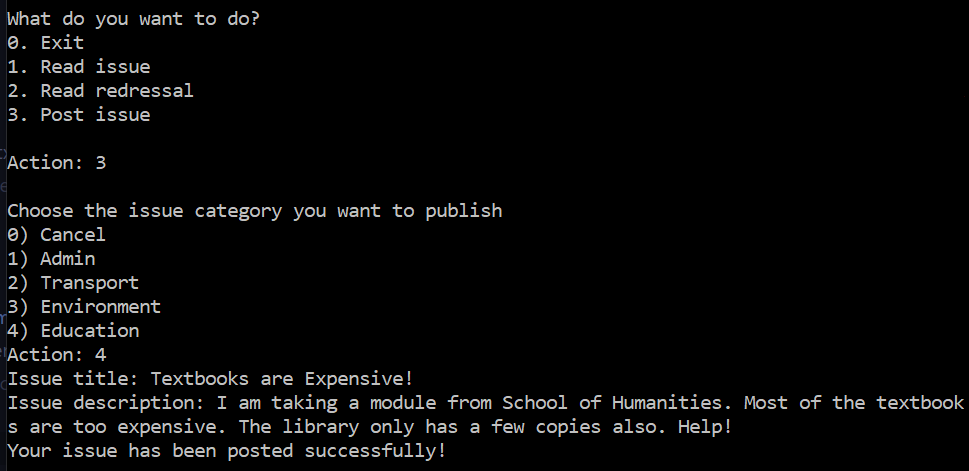 What do you want to do?
0. Exit
1. Read issue
2. Read redressal
3. Post issue
Action: 3
Choose the issue category you want to publish
0) Cancel
1) Admin
2) Transport
3) Environment
4) Education
Action: 4
Issue title: Textbooks are Expensive!
Issue description: I am taking a module from School of Humanities. Most of the textbook
s are too expensive. The library only has a few copies also. Help!
Your issue has been posted successfully!